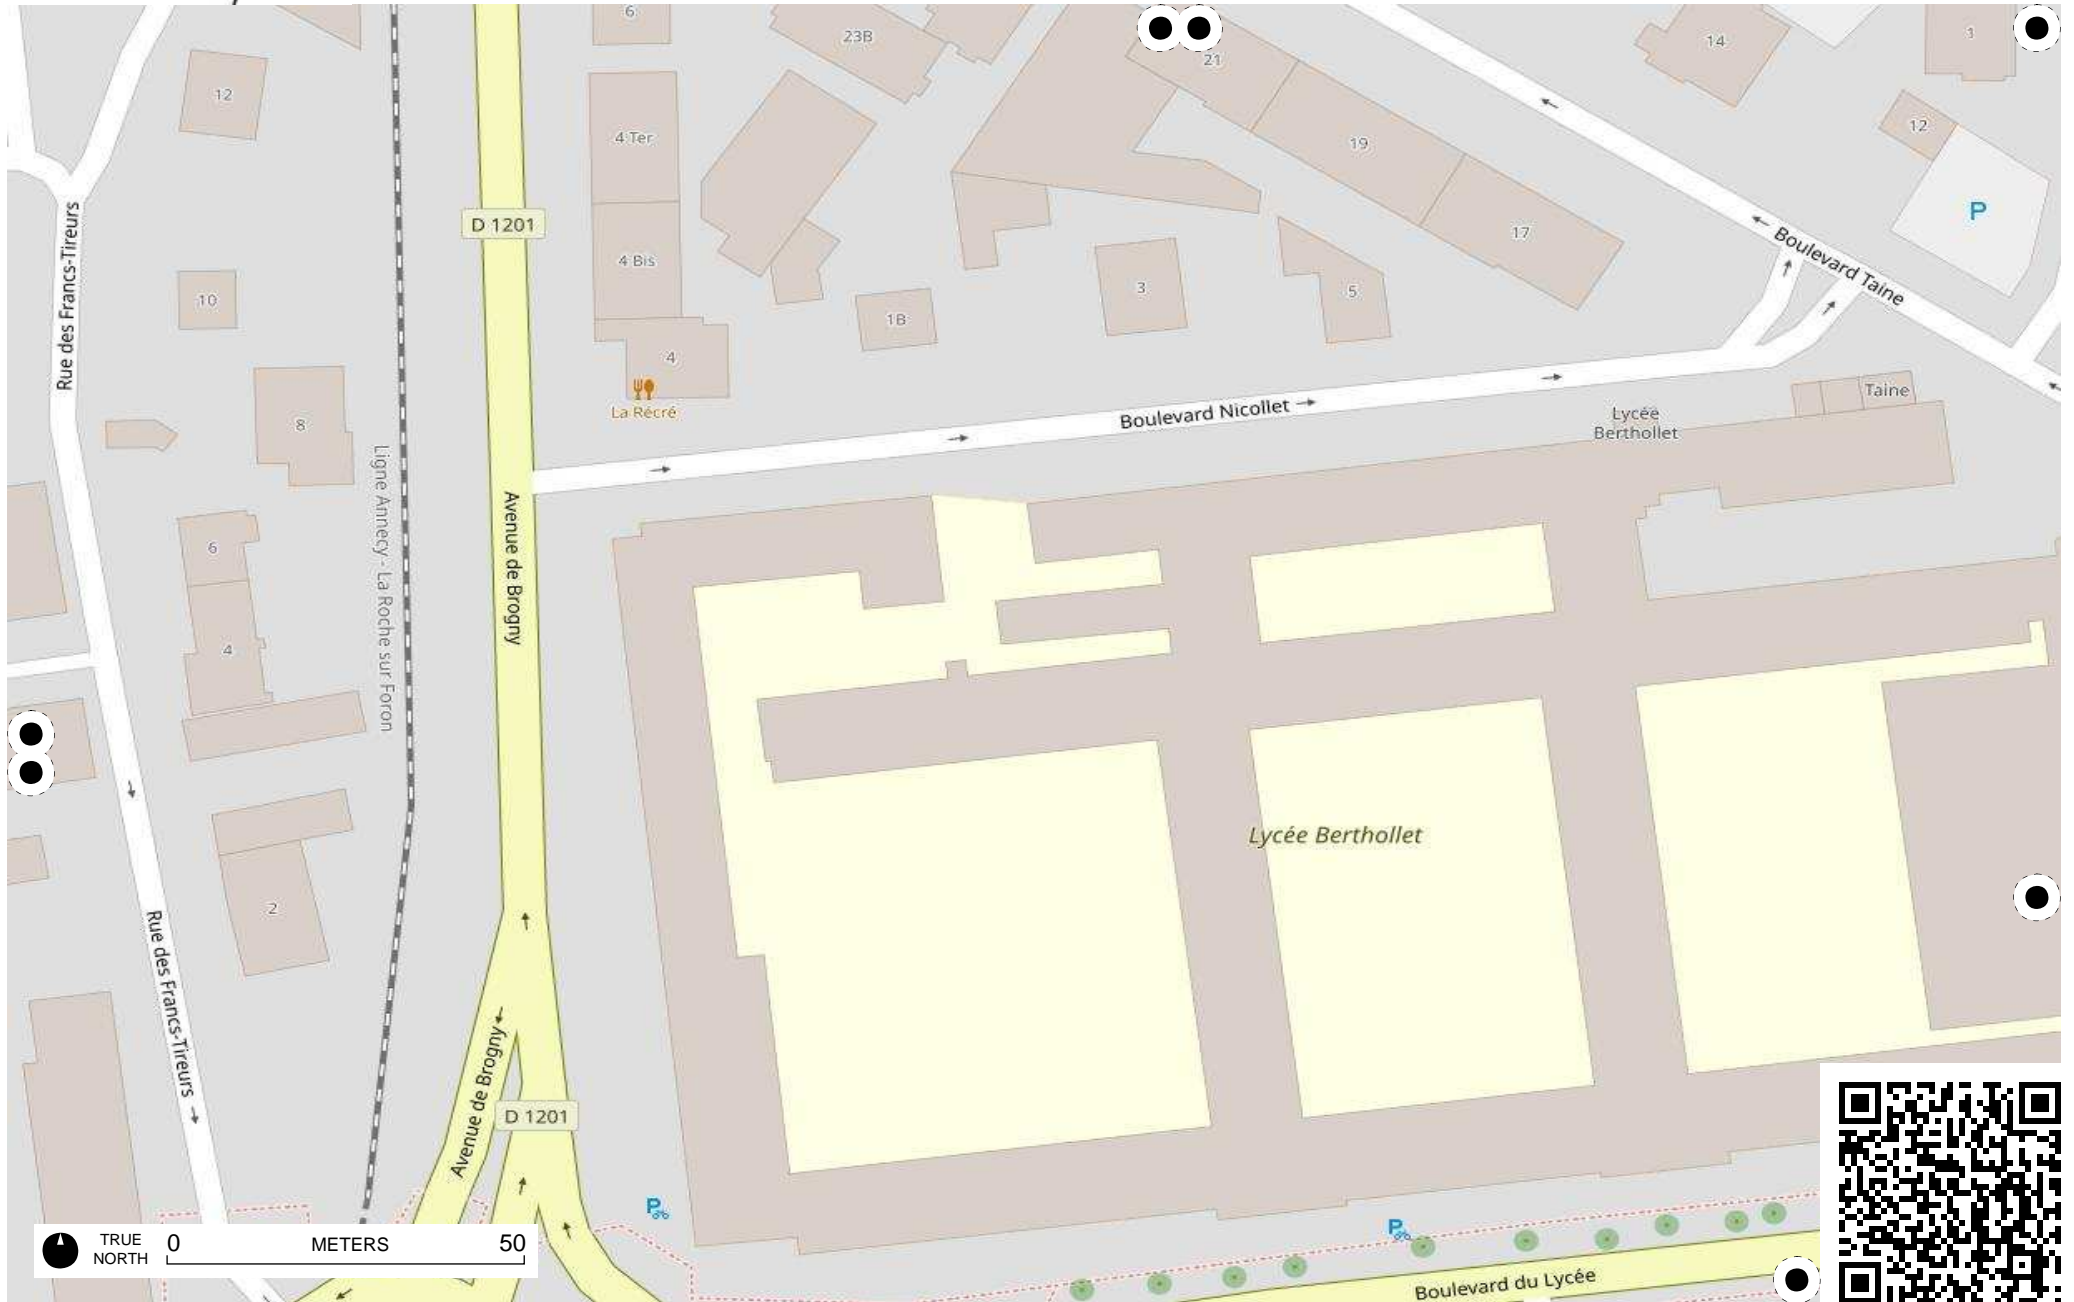 6
23B
21
14
1
12
12
4 Ter
19
P
Rue des Francs-Tireurs
D 1201
17
Boulevard Taine
4 Bis
3
5
10
1B
4
La Récré
Taine
Boulevard Nicollet
Lycée
Berthollet
8
Ligne Annecy - La Roche sur Foron
Avenue de Brogny
6
4
Lycée Berthollet
2
Rue des Francs-Tireurs
Avenue de Brogny
D 1201
P
P
TRUE
NORTH
0 METERS 50
Boulevard du Lycée